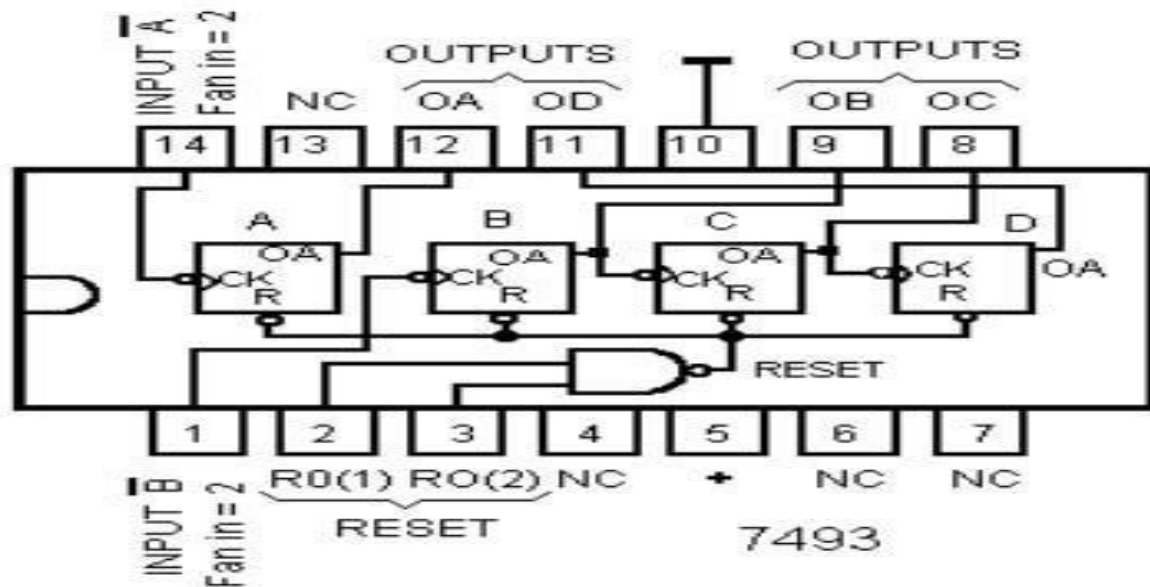 INPUT A
Fan in = 2
NC
OUTPUTS
OA OD
OUTPUTS
OB OC
14 13 12 11 10 9 8
A B C D
OA CK R
OA CK R
OA CK R
CK R OA
RESET
1 2 3 4 5 6 7
INPUT B
Fan in = 2
R0(1) RO(2) NC + NC NC
RESET
7493